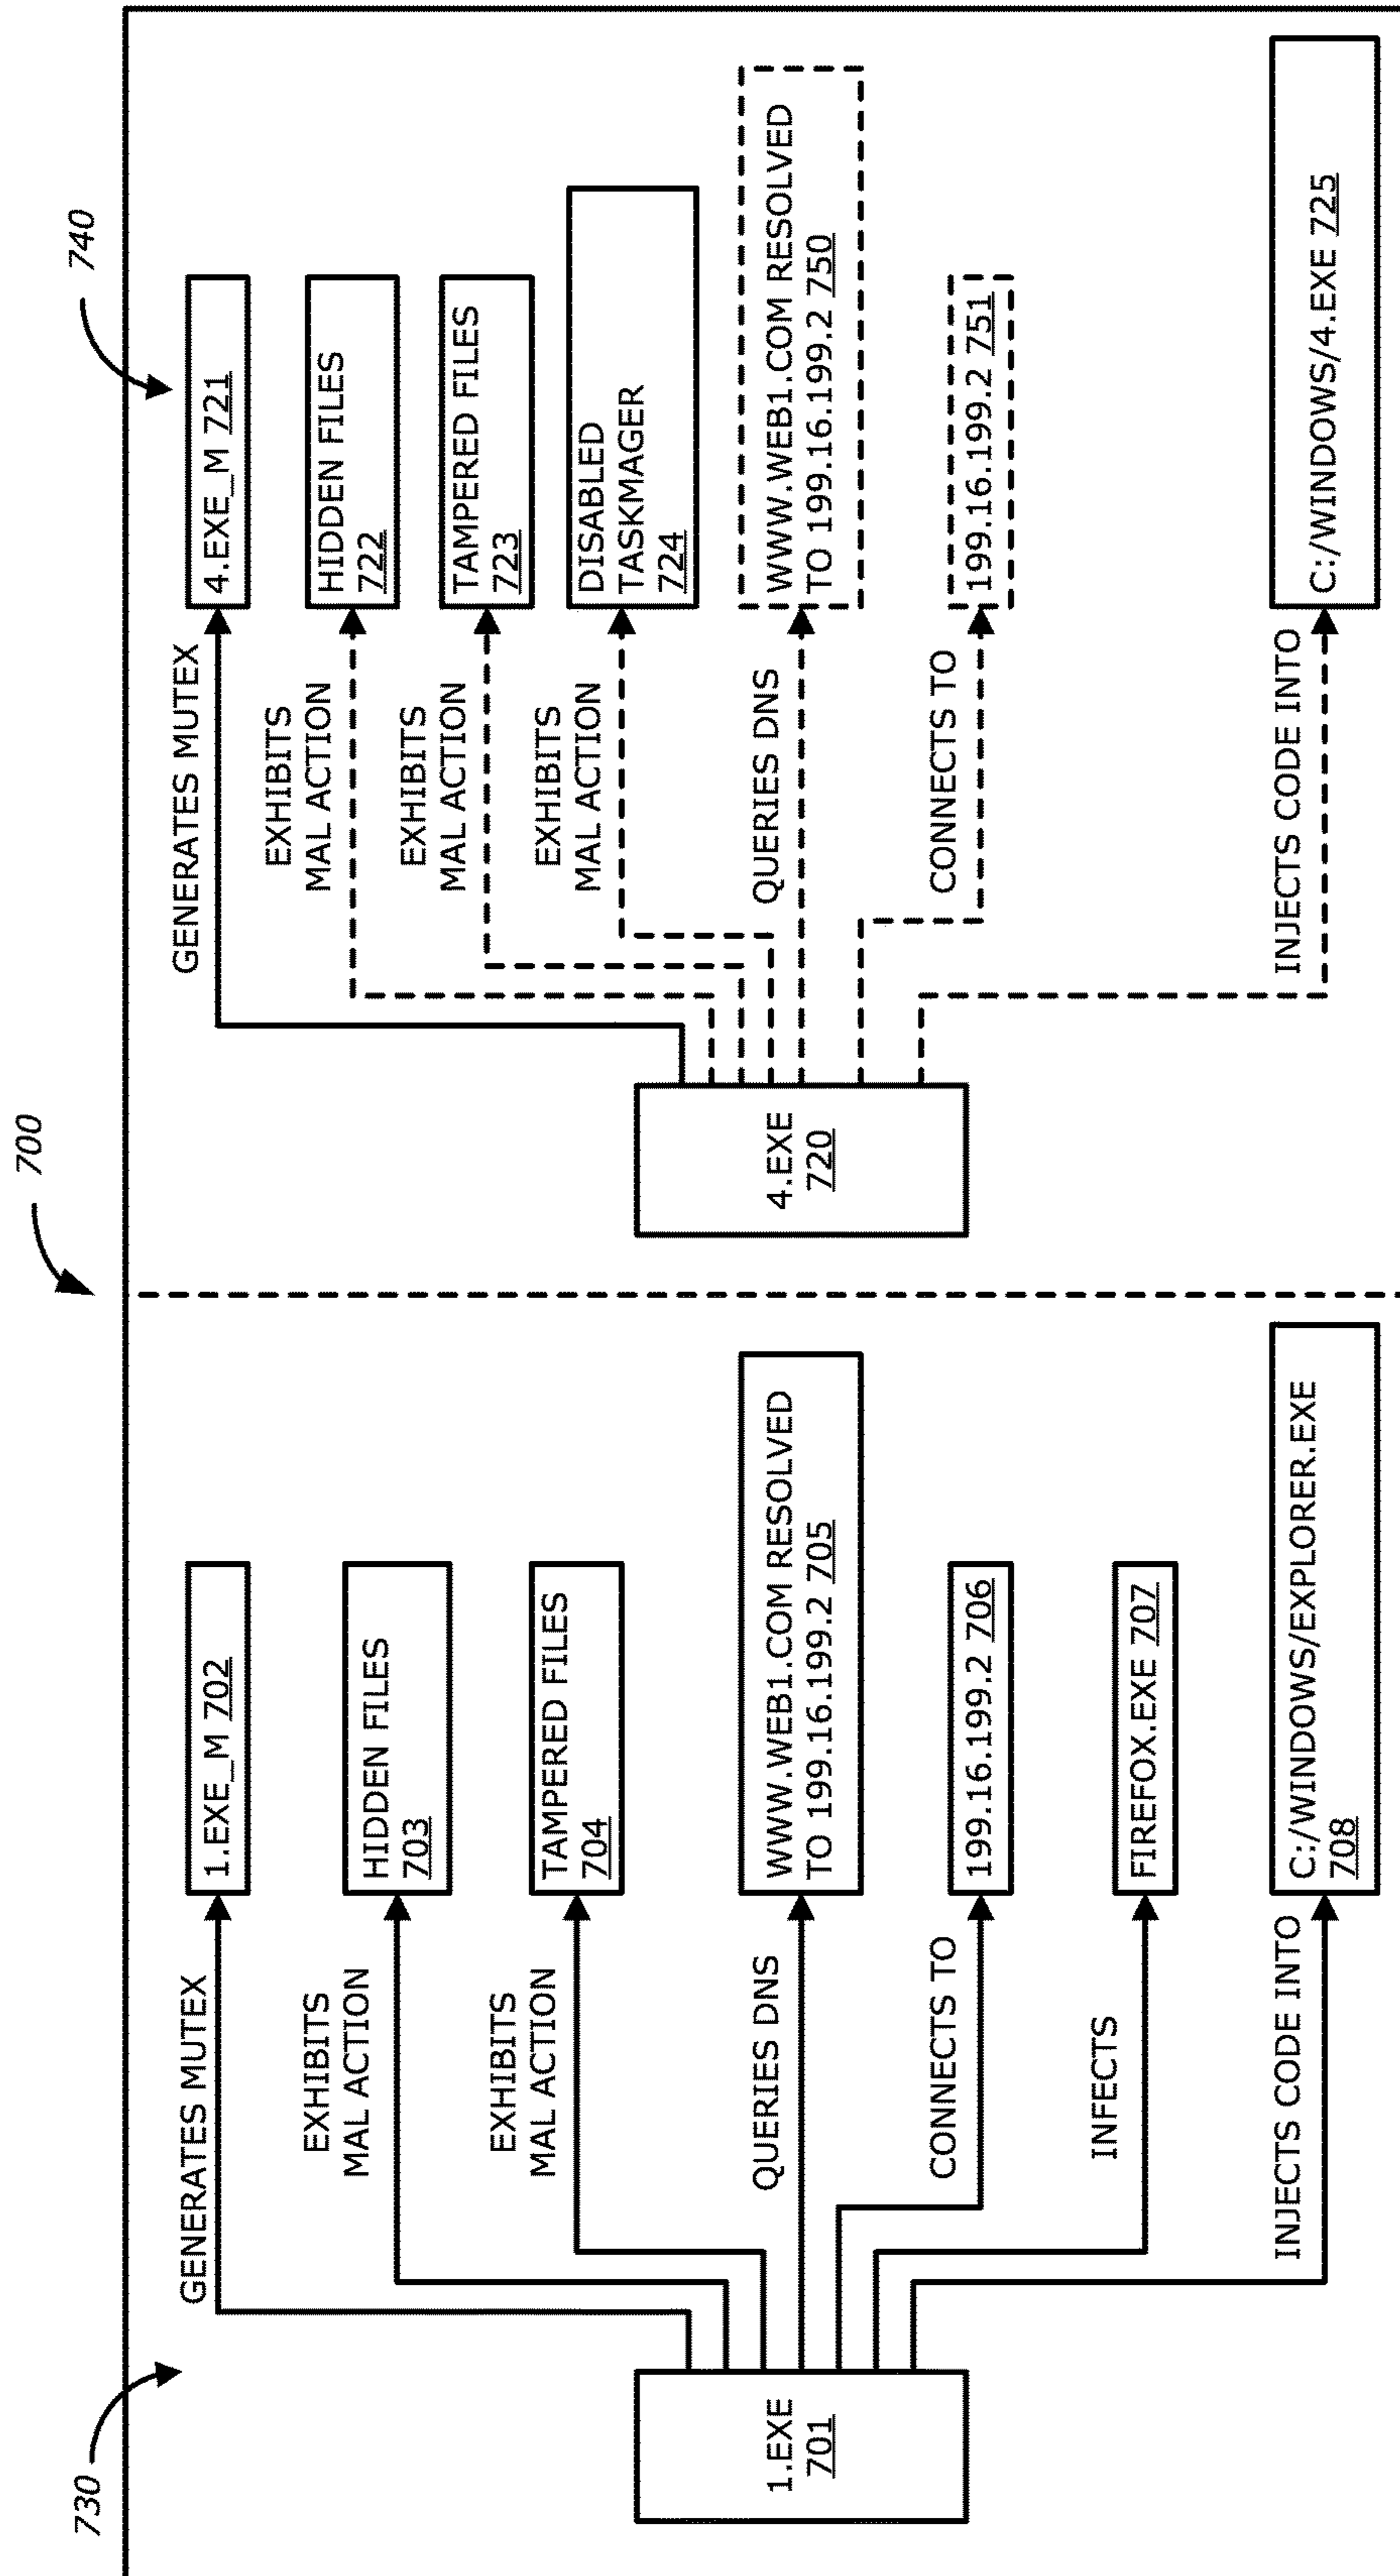 700
730
GENERATES MUTEX
1.EXE_M 702
EXHIBITS
MAL ACTION
HIDDEN FILES
703
EXHIBITS
MAL ACTION
TAMPERED FILES
704
1.EXE
701
QUERIES DNS
WWW.WEB1.COM RESOLVED
TO 199.16.199.2 705
CONNECTS TO
199.16.199.2 706
INFECTS
FIREFOX.EXE 707
INJECTS CODE INTO
C:/WINDOWS/EXPLORER.EXE
708
740
GENERATES MUTEX
4.EXE_M 721
EXHIBITS
MAL ACTION
HIDDEN FILES
722
EXHIBITS
MAL ACTION
TAMPERED FILES
723
EXHIBITS
MAL ACTION
DISABLED
TASKMAGER
724
4.EXE
720
QUERIES DNS
WWW.WEB1.COM RESOLVED
TO 199.16.199.2 750
CONNECTS TO
199.16.199.2 751
INJECTS CODE INTO
C:/WINDOWS/4.EXE 725